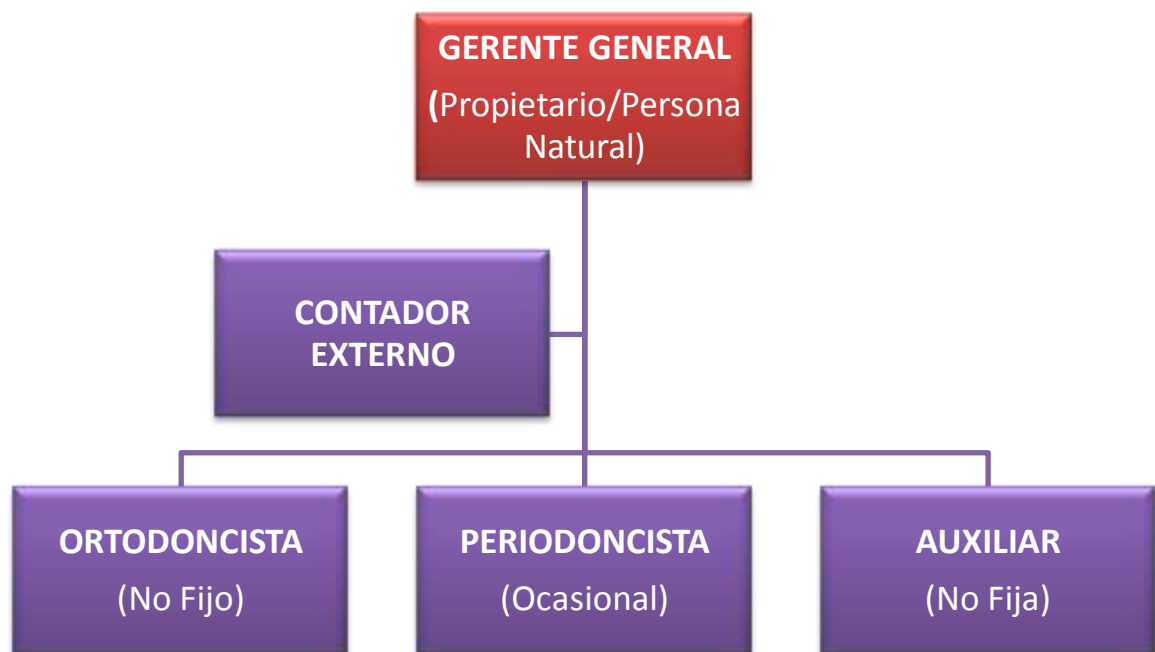 GERENTE GENERAL
(Propietario/Persona
Natural)
CONTADOR
EXTERNO
ORTODONCISTA
(No Fijo)
PERIODONCISTA
(Ocasional)
AUXILIAR
(No Fija)